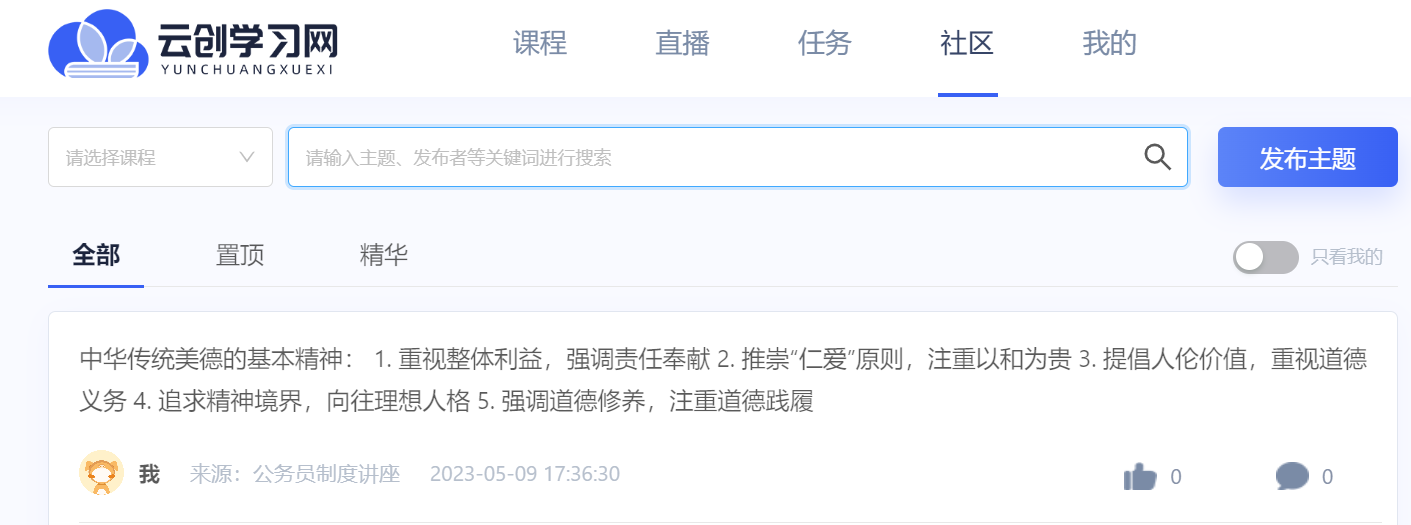 云创学习网
YUNCHUANGXUEXI
课程 直播 任务 社区 我的
请选择课程 请输入主题、发布者等关键词进行搜索 发布主题
全部 置顶 精华 只看我的
中华传统美德的基本精神： 1. 重视整体利益，强调责任奉献 2. 推崇“仁爱”原则，注重以和为贵 3. 提倡人伦价值，重视道德
义务 4. 追求精神境界，向往理想人格 5. 强调道德修养，注重道德践履
我 来源：公务员制度讲座 2023-05-09 17:36:30 0 0